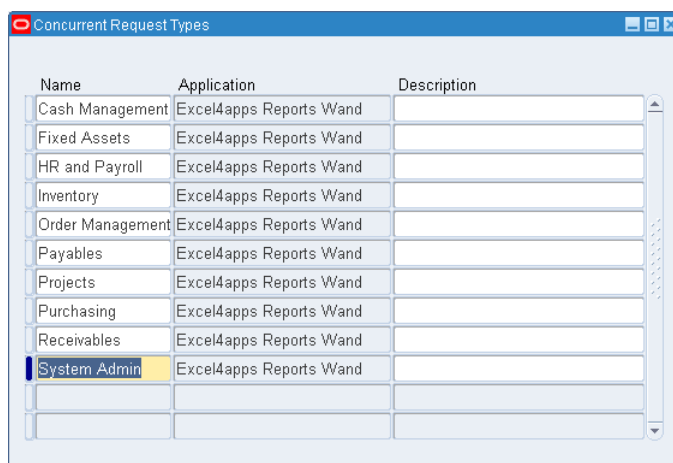 Concurrent Request Types
Name Application Description
Cash Management Excel4apps Reports Wand
Fixed Assets Excel4apps Reports Wand
HR and Payroll Excel4apps Reports Wand
Inventory Excel4apps Reports Wand
Order Management Excel4apps Reports Wand
Payables Excel4apps Reports Wand
Projects Excel4apps Reports Wand
Purchasing Excel4apps Reports Wand
Receivables Excel4apps Reports Wand
System Admin Excel4apps Reports Wand